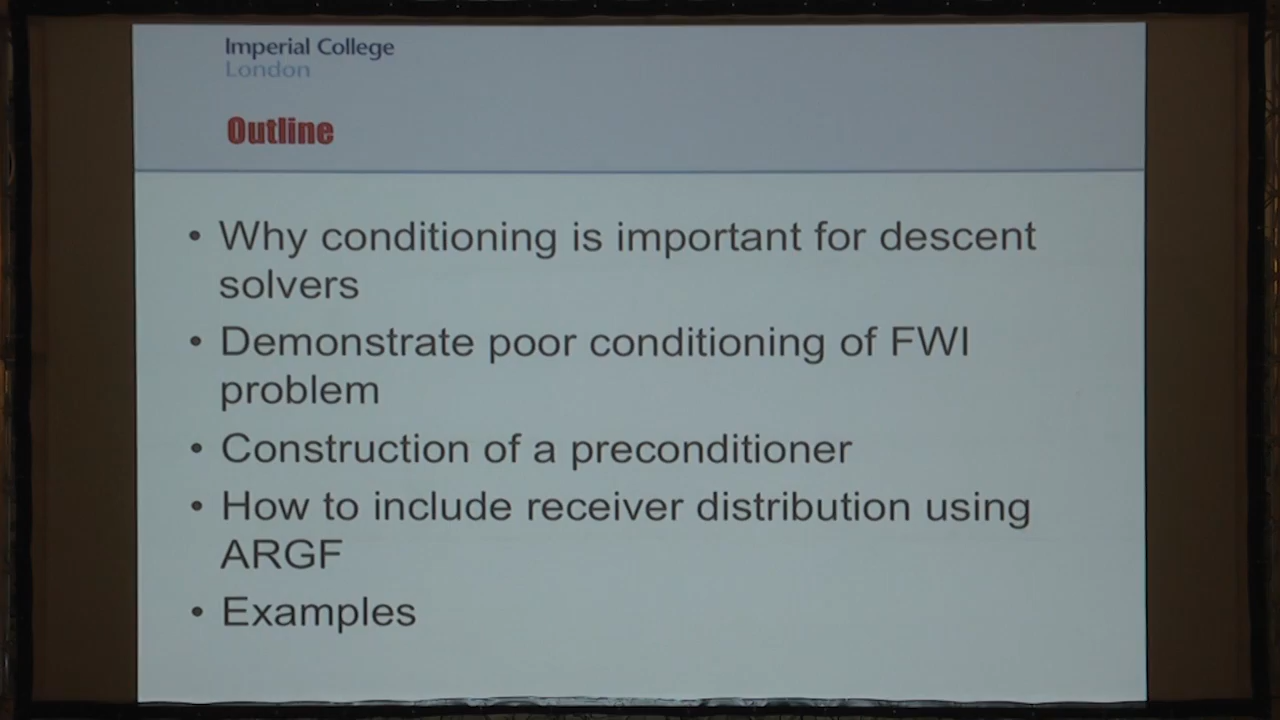 Imperial College
London
Outline
• Why conditioning is important for descent
solvers
• Demonstrate poor conditioning of FWI
problem
• Construction of a preconditioner
• How to include receiver distribution using
ARGF
• Examples